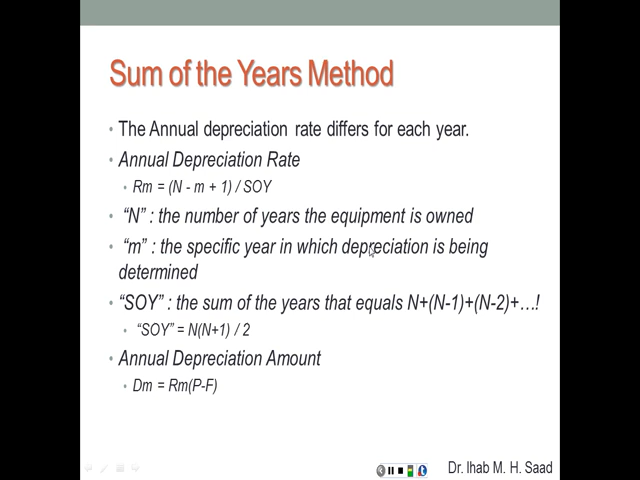 Sum of the Years Method
• The Annual depreciation rate differs for each year.
• Annual Depreciation Rate
• Rm = (N - m + 1) / SOY
• “N” : the number of years the equipment is owned
• “m” : the specific year in which depreciation is being
determined
• “SOY” : the sum of the years that equals N+(N-1)+(N-2)+…!
• “SOY” = N(N+1) / 2
• Annual Depreciation Amount
• Dm = Rm(P-F)
Dr. Ihab M. H. Saad